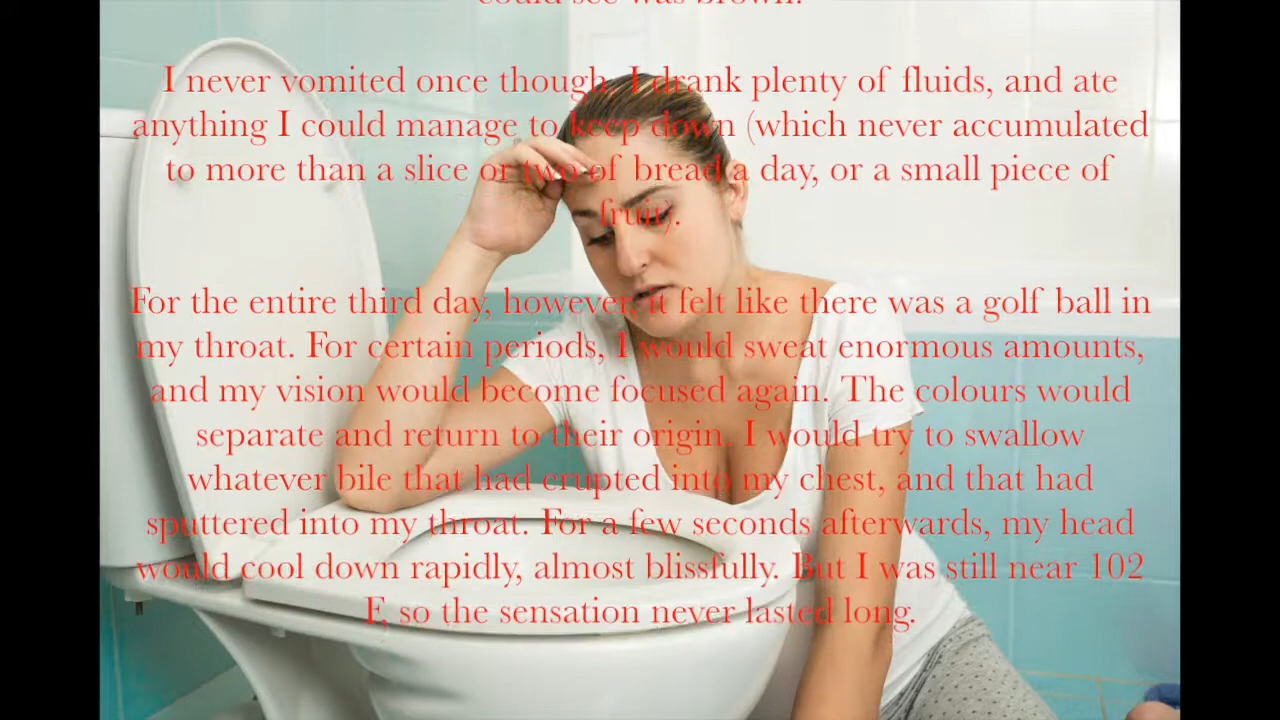 could see was brown.
I never vomited once though. I drank plenty of fluids, and ate
anything I could manage to keep down (which never accumulated
to more than a slice or two of bread a day, or a small piece of
fruit).
For the entire third day, however, it felt like there was a golf ball in
my throat. For certain periods, I would sweat enormous amounts,
and my vision would become focused again. The colours would
separate and return to their origin. I would try to swallow
whatever bile that had erupted into my chest, and that had
sputtered into my throat. For a few seconds afterwards, my head
would cool down rapidly, almost blissfully. But I was still near 102
F, so the sensation never lasted long.